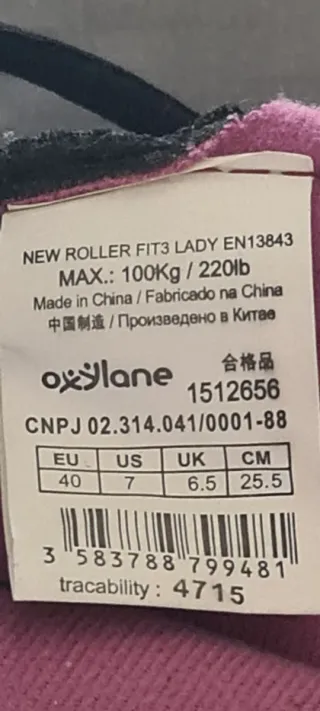 NEW ROLLER FIT3 LADY EN13843
MAX.: 100Kg / 220lb
Made in China / Fabricado na China
中国制造 / Произведено в Китае
oxylane
合格品
1512656
CNPJ 02.314.041/0001-88
EU US UK CM
40 7 6.5 25.5
3 583788 799481
tracability : 4715